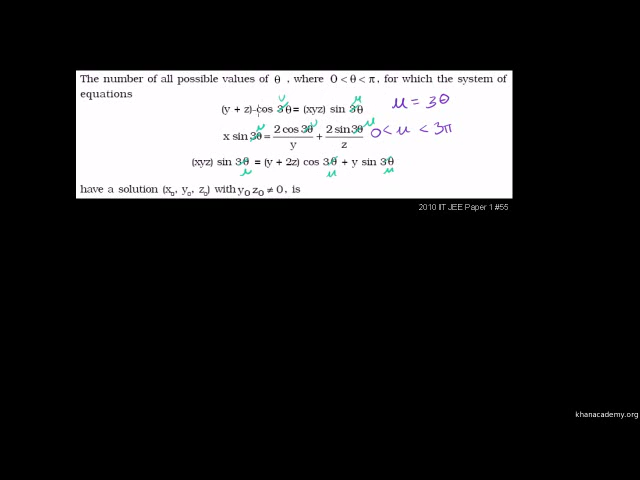 The number of all possible values of θ , where 0 < θ < π, for which the system of
equations
(y + z) cos 3θ = (xyz) sin 3θ
μ μ
μ = 3θ
x sin 3θ = 2 cos 3θ / y + 2 sin 3θ / z
μ μ μ
0 < μ < 3π
(xyz) sin 3θ = (y + 2z) cos 3θ + y sin 3θ
μ μ μ
have a solution (x₀, y₀, z₀) with y₀ z₀ ≠ 0, is
2010 IIT JEE Paper 1 #55
khanacademy.org